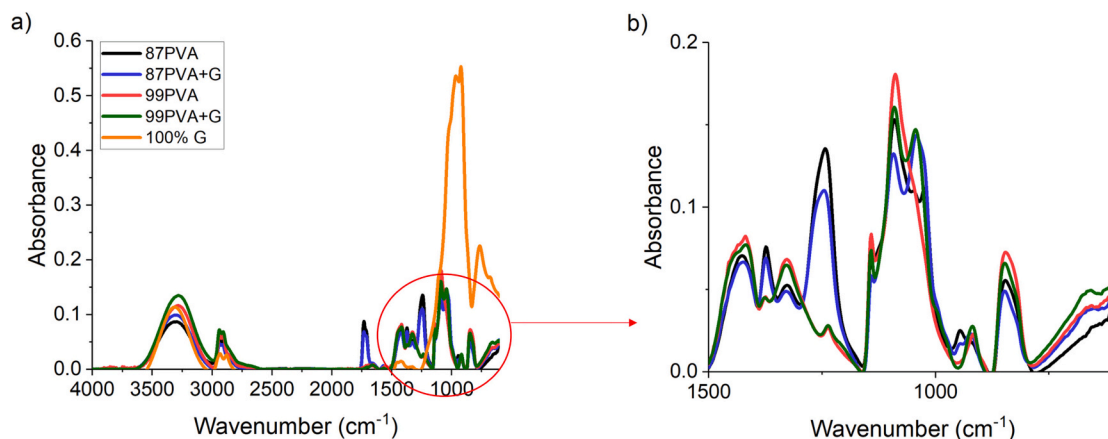 a)
0.6
0.5
0.4
0.3
0.2
0.1
0.0
Absorbance
87PVA
87PVA+G
99PVA
99PVA+G
100% G
4000 3500 3000 2500 2000 1500 1000
Wavenumber (cm-1)
b)
0.2
0.1
0.0
Absorbance
1500 1000
Wavenumber (cm-1)